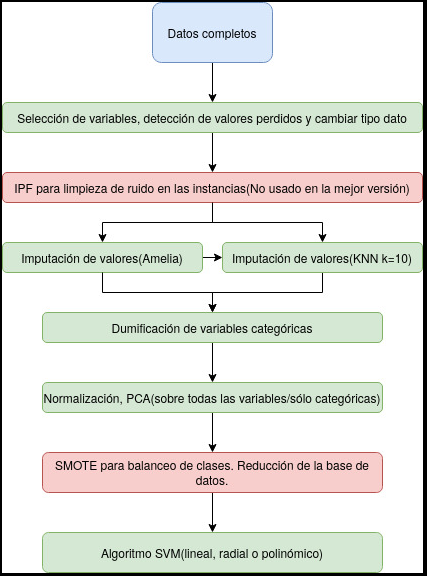 Datos completos
Selección de variables, detección de valores perdidos y cambiar tipo dato
IPF para limpieza de ruido en las instancias(No usado en la mejor versión)
Imputación de valores(Amelia)
Imputación de valores(KNN k=10)
Dumificación de variables categóricas
Normalización, PCA(sobre todas las variables/sólo categóricas)
SMOTE para balanceo de clases. Reducción de la base de
datos.
Algoritmo SVM(lineal, radial o polinómico)